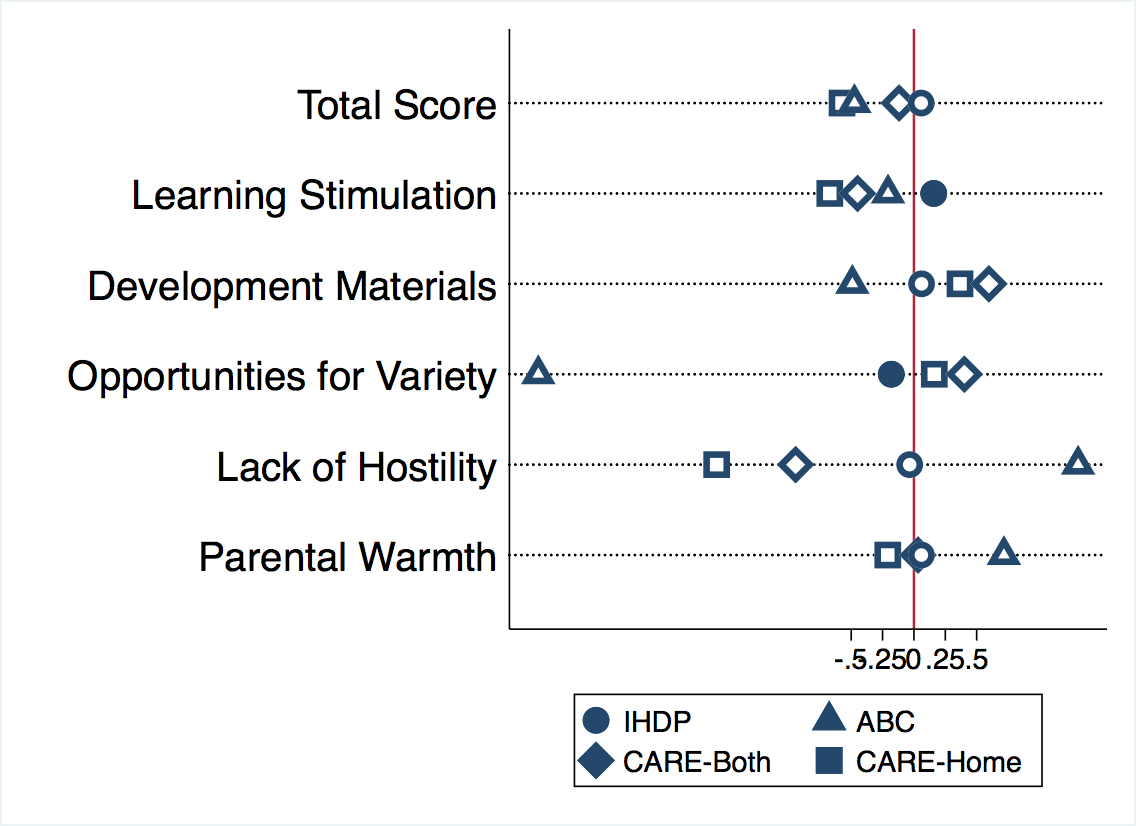 Total Score
Learning Stimulation
Development Materials
Opportunities for Variety
Lack of Hostility
Parental Warmth
-.5-.250 .25.5
IHDP ABC
CARE-Both CARE-Home